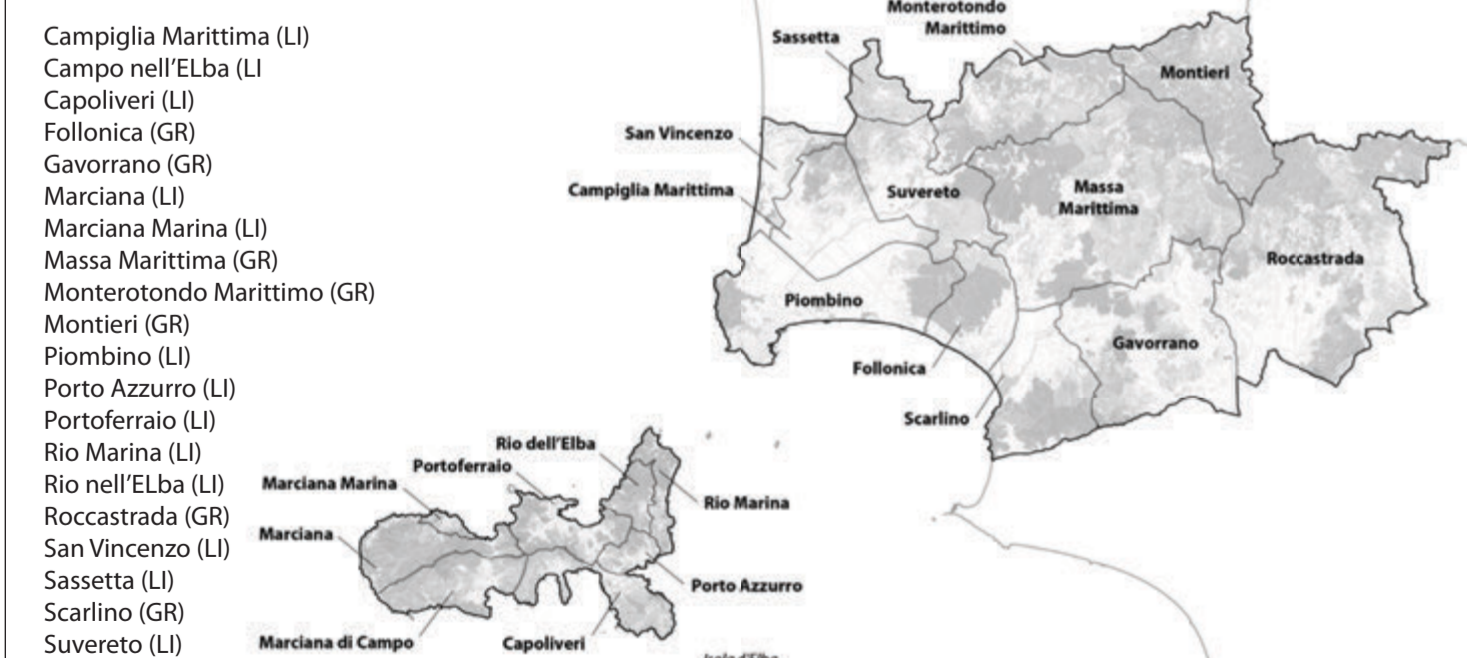 Campiglia Marittima (LI)
Campo nell'ELba (LI
Capoliveri (LI)
Follonica (GR)
Gavorrano (GR)
Marciana (LI)
Marciana Marina (LI)
Massa Marittima (GR)
Monterotondo Marittimo (GR)
Montieri (GR)
Piombino (LI)
Porto Azzurro (LI)
Portoferraio (LI)
Rio Marina (LI)
Rio nell'ELba (LI)
Roccastrada (GR)
San Vincenzo (LI)
Sassetta (LI)
Scarlino (GR)
Suvereto (LI)
Monterotondo
Marittimo
Sassetta
Montieri
San Vincenzo
Campiglia Marittima
Suvereto
Massa
Marittima
Roccastrada
Piombino
Gavorrano
Follonica
Scarlino
Rio dell'Elba
Portoferraio
Marciana Marina
Rio Marina
Marciana
Porto Azzurro
Marciana di Campo
Capoliveri
Isola d'Elba